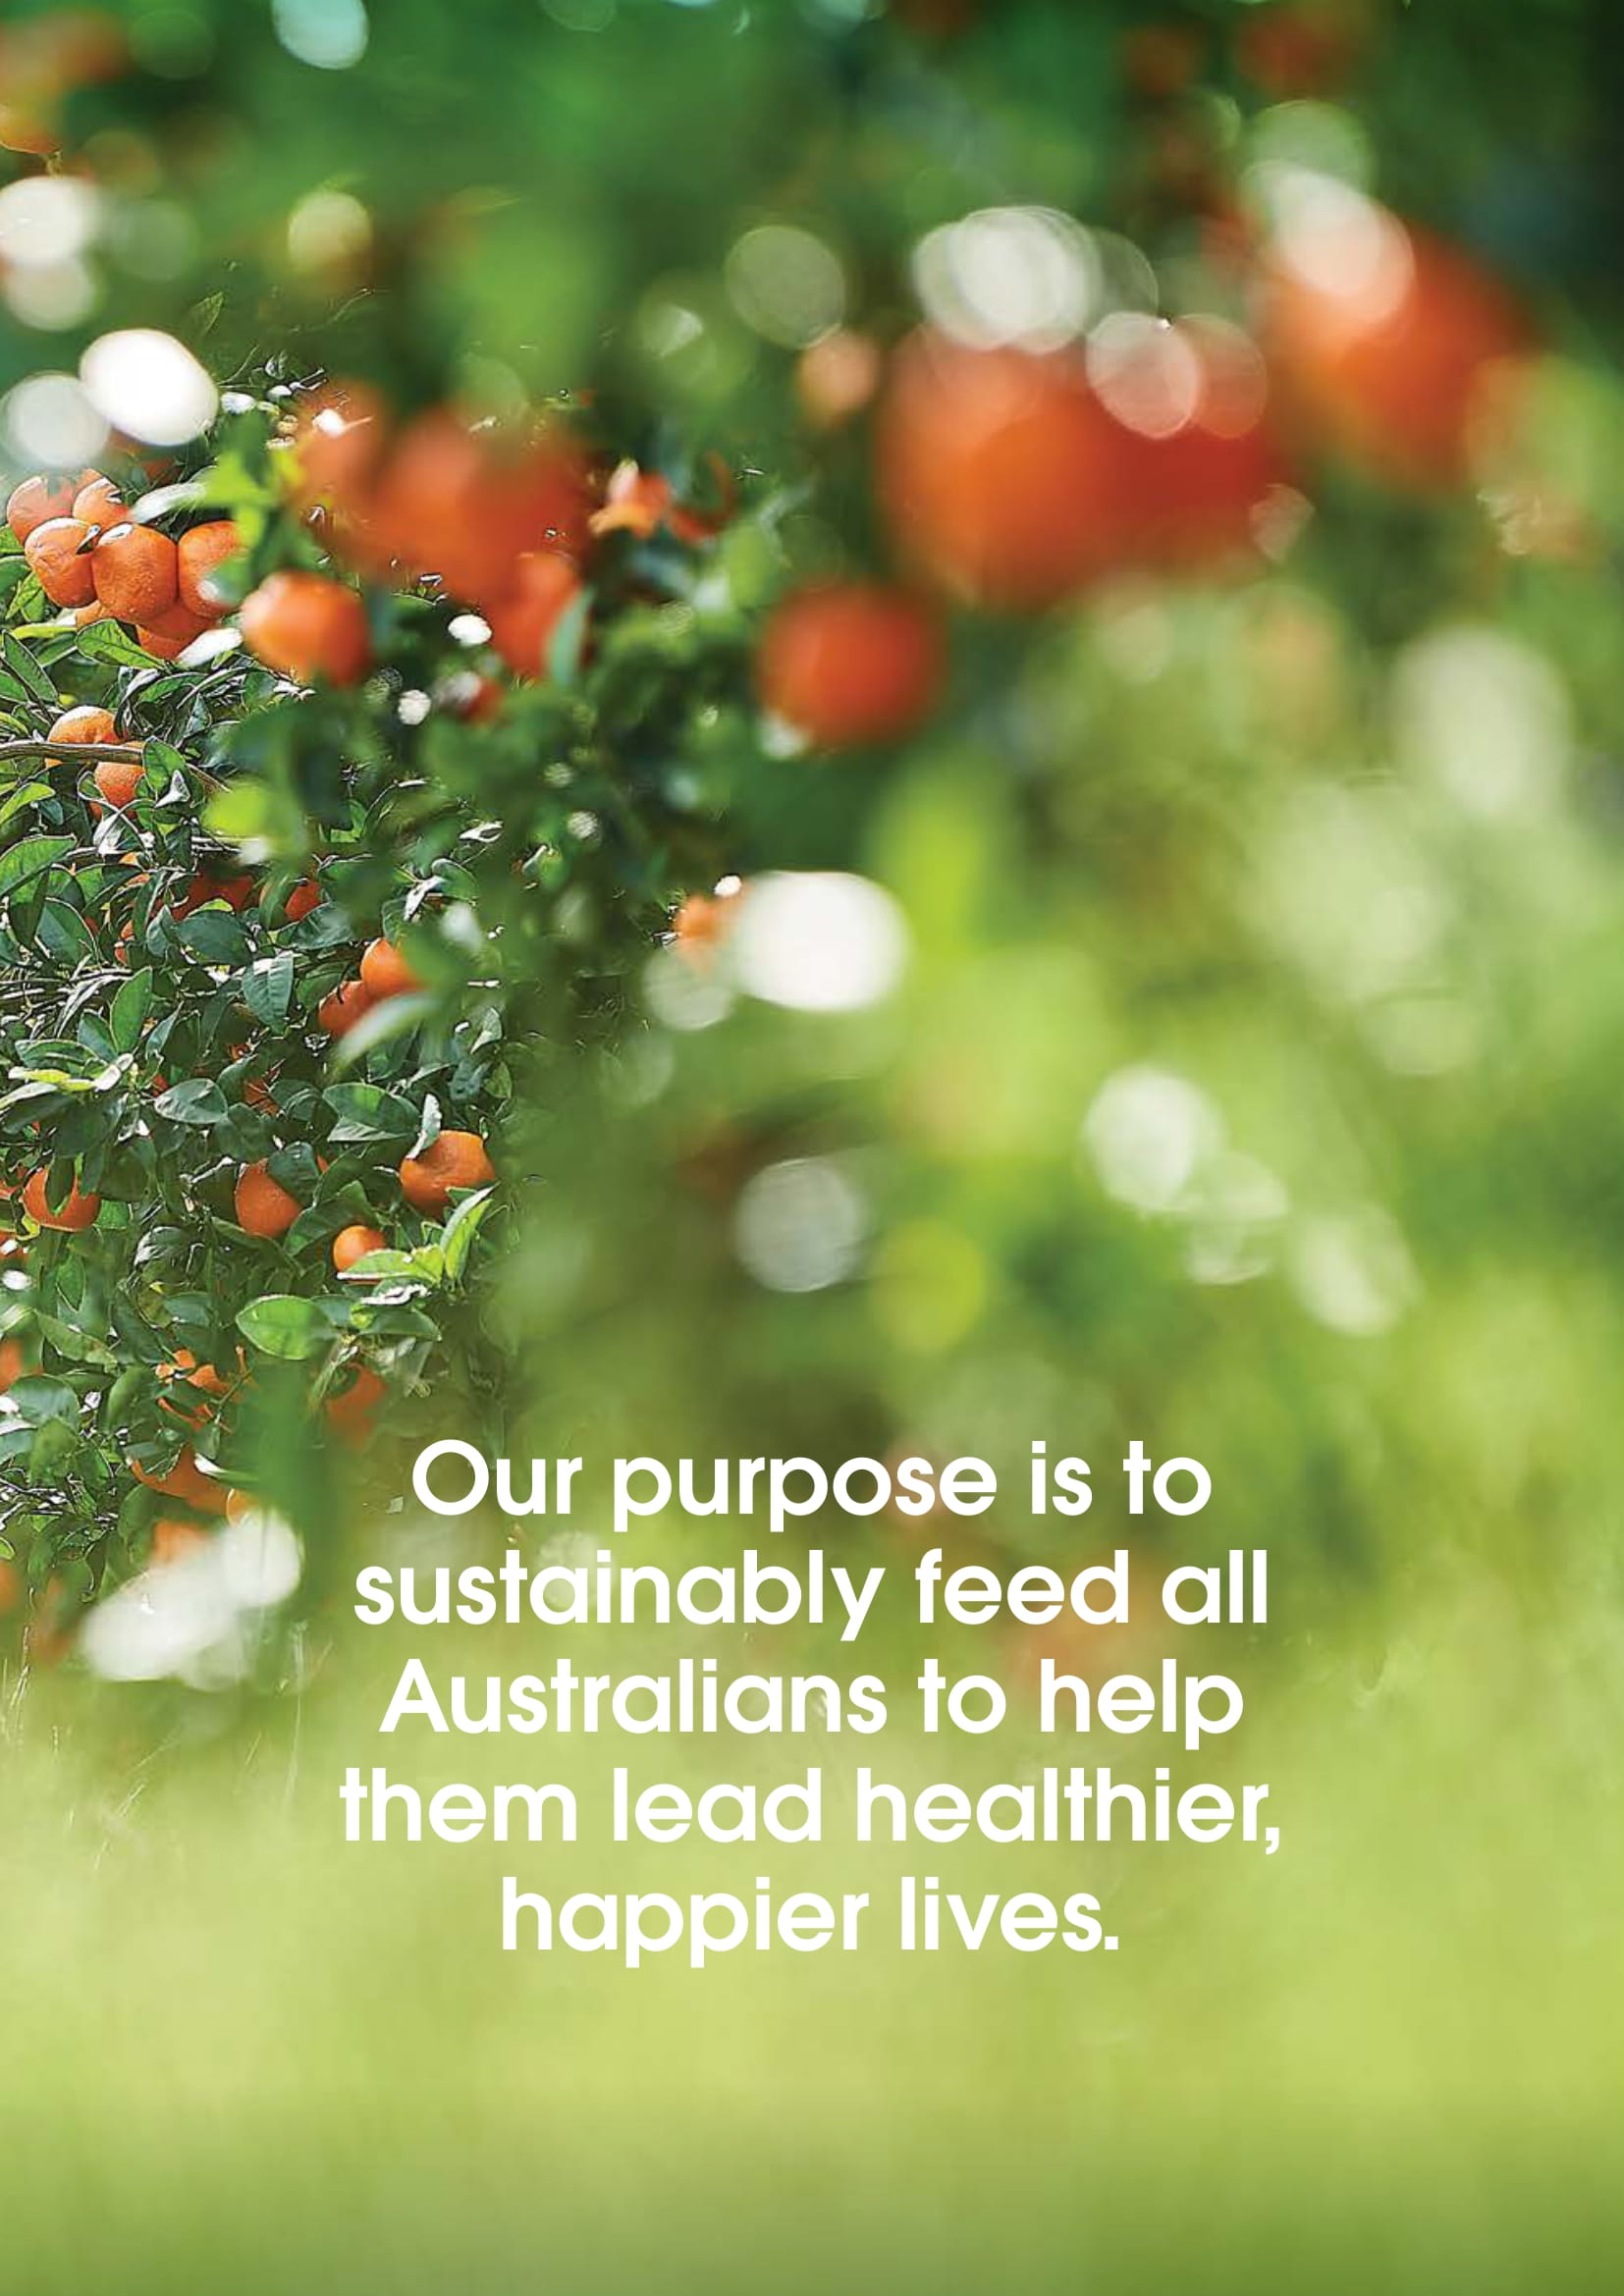 Our purpose is to
sustainably feed all
Australians to help
them lead healthier,
happier lives.